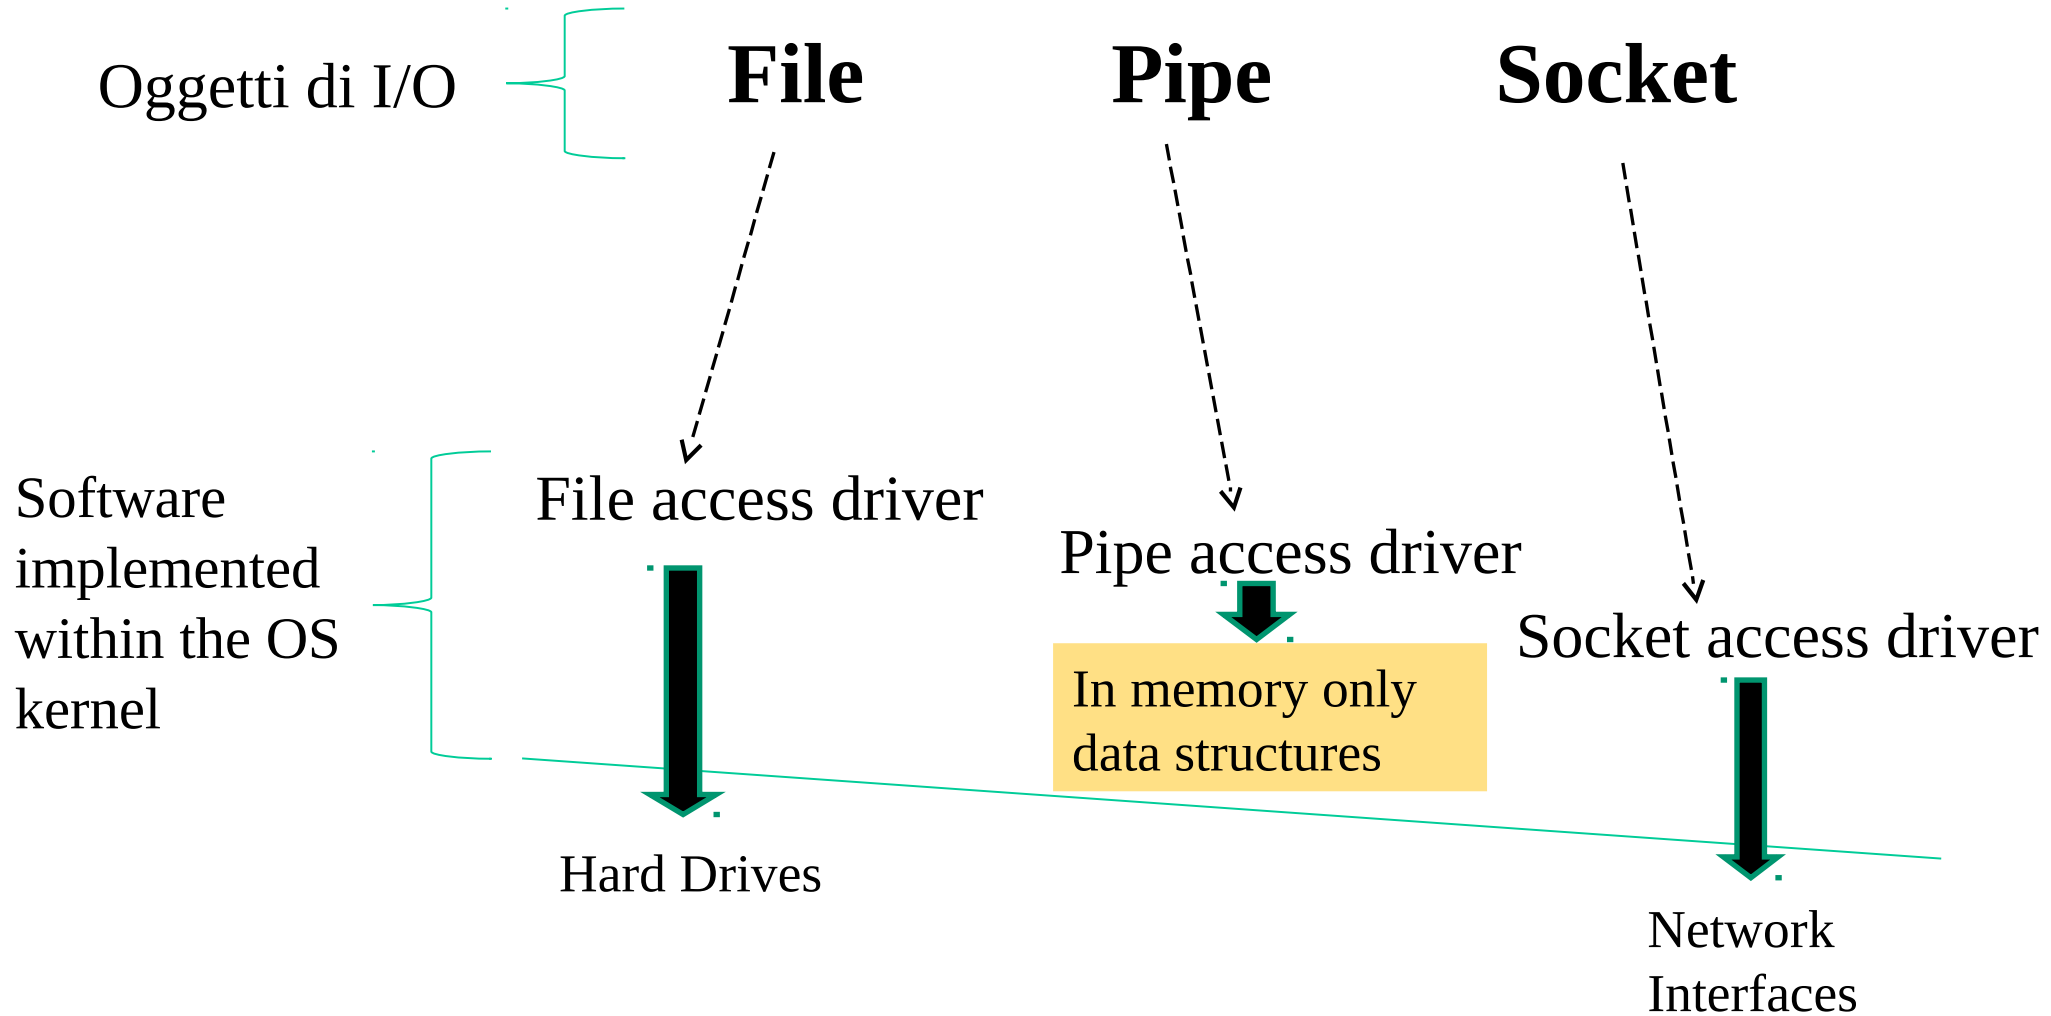 Oggetti di I/O
File
Pipe
Socket
Software
implemented
within the OS
kernel
File access driver
Pipe access driver
Socket access driver
In memory only
data structures
Hard Drives
Network
Interfaces